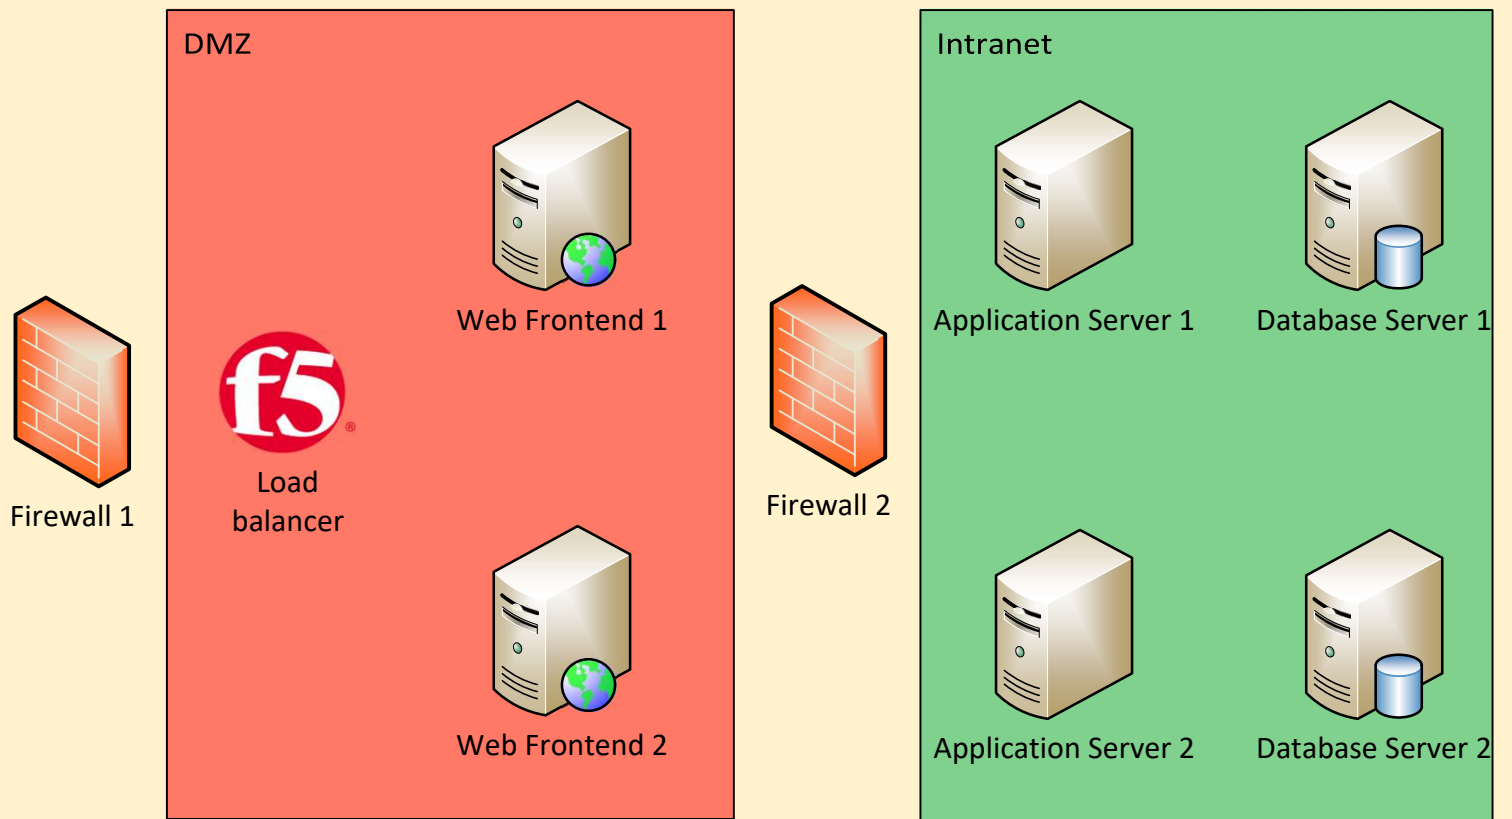 DMZ
Intranet
Web Frontend 1
Application Server 1
Database Server 1
f5
®
Load
balancer
Firewall 1
Firewall 2
Web Frontend 2
Application Server 2
Database Server 2